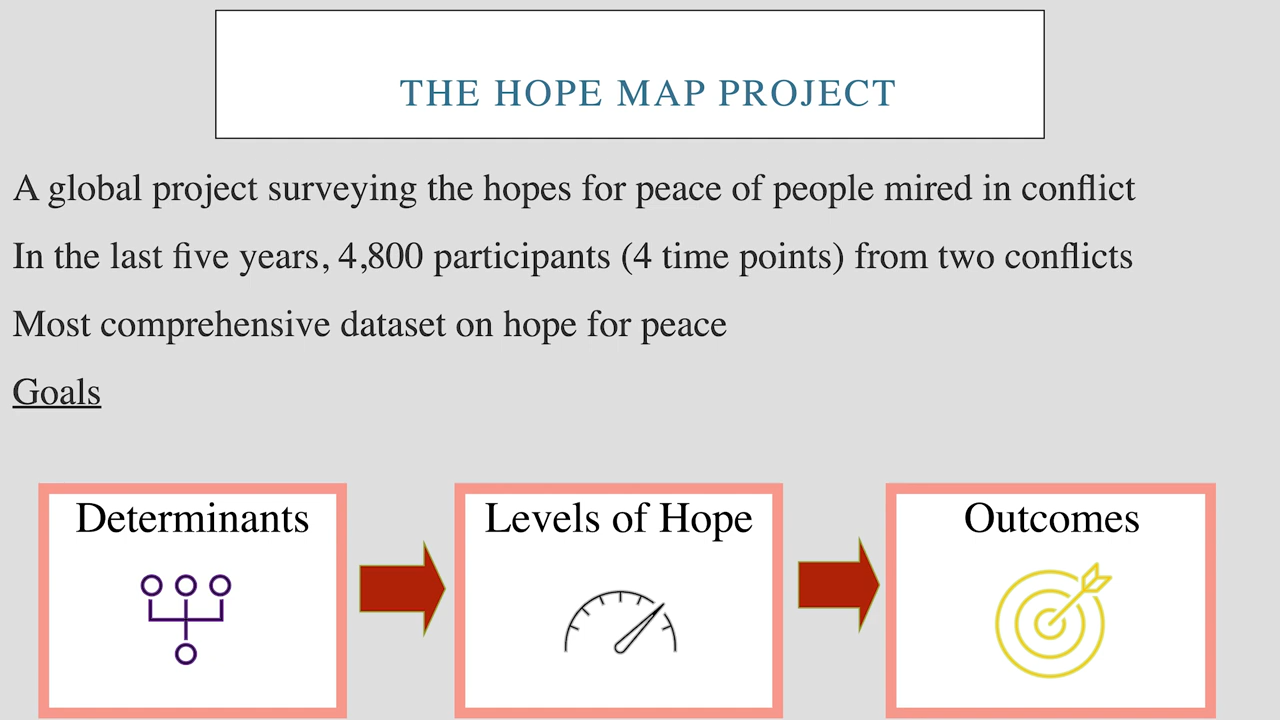 THE HOPE MAP PROJECT
A global project surveying the hopes for peace of people mired in conflict
In the last five years, 4,800 participants (4 time points) from two conflicts
Most comprehensive dataset on hope for peace
Goals
Determinants
Levels of Hope
Outcomes